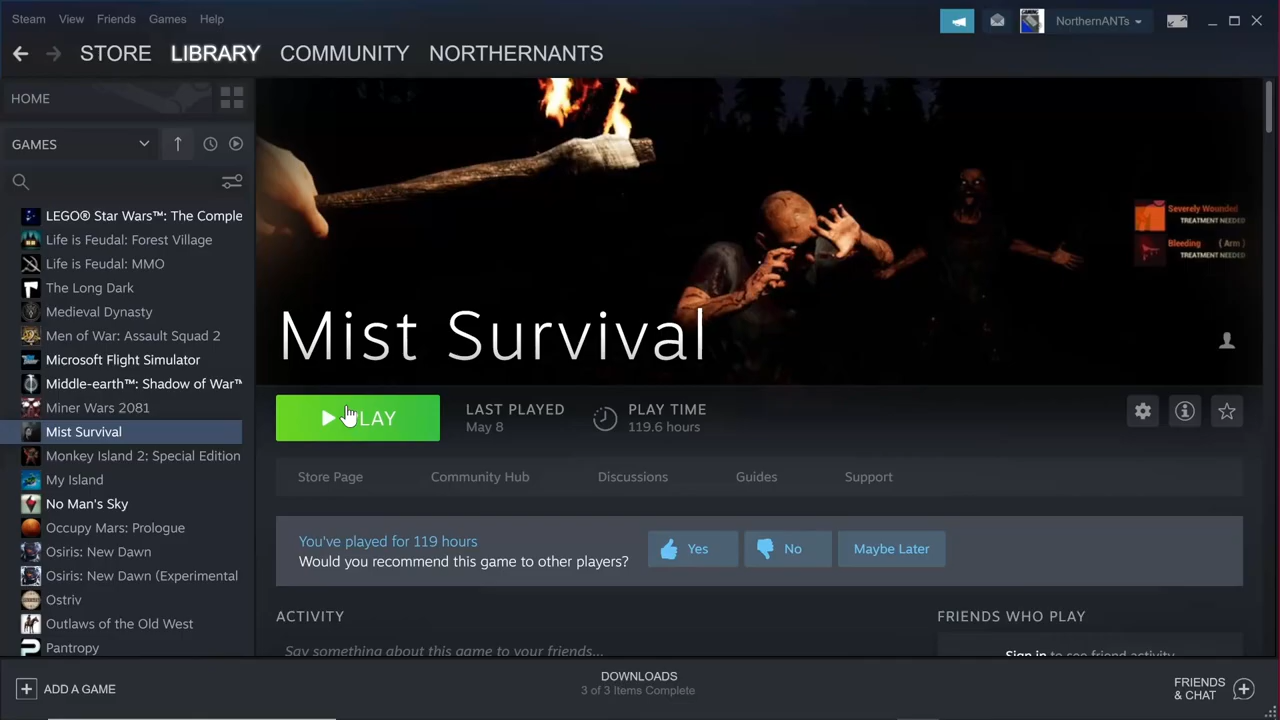 Steam View Friends Games Help
NorthernANTs
STORE LIBRARY COMMUNITY NORTHERNANTS
HOME
GAMES
LEGO® Star Wars™: The Comple
Life is Feudal: Forest Village
Life is Feudal: MMO
The Long Dark
Medieval Dynasty
Men of War: Assault Squad 2
Microsoft Flight Simulator
Middle-earth™: Shadow of War™
Miner Wars 2081
Mist Survival
Monkey Island 2: Special Edition
My Island
No Man's Sky
Occupy Mars: Prologue
Osiris: New Dawn
Osiris: New Dawn (Experimental
Ostriv
Outlaws of the Old West
Pantropy
Severely Wounded
TREATMENT NEEDED
Bleeding ( Arm )
TREATMENT NEEDED
Mist Survival
PLAY
LAST PLAYED
May 8
PLAY TIME
119.6 hours
Store Page Community Hub Discussions Guides Support
You've played for 119 hours
Would you recommend this game to other players?
Yes No Maybe Later
ACTIVITY
Say something about this game to your friends...
FRIENDS WHO PLAY
Sign in to see friend activity
ADD A GAME
DOWNLOADS
3 of 3 Items Complete
FRIENDS
& CHAT